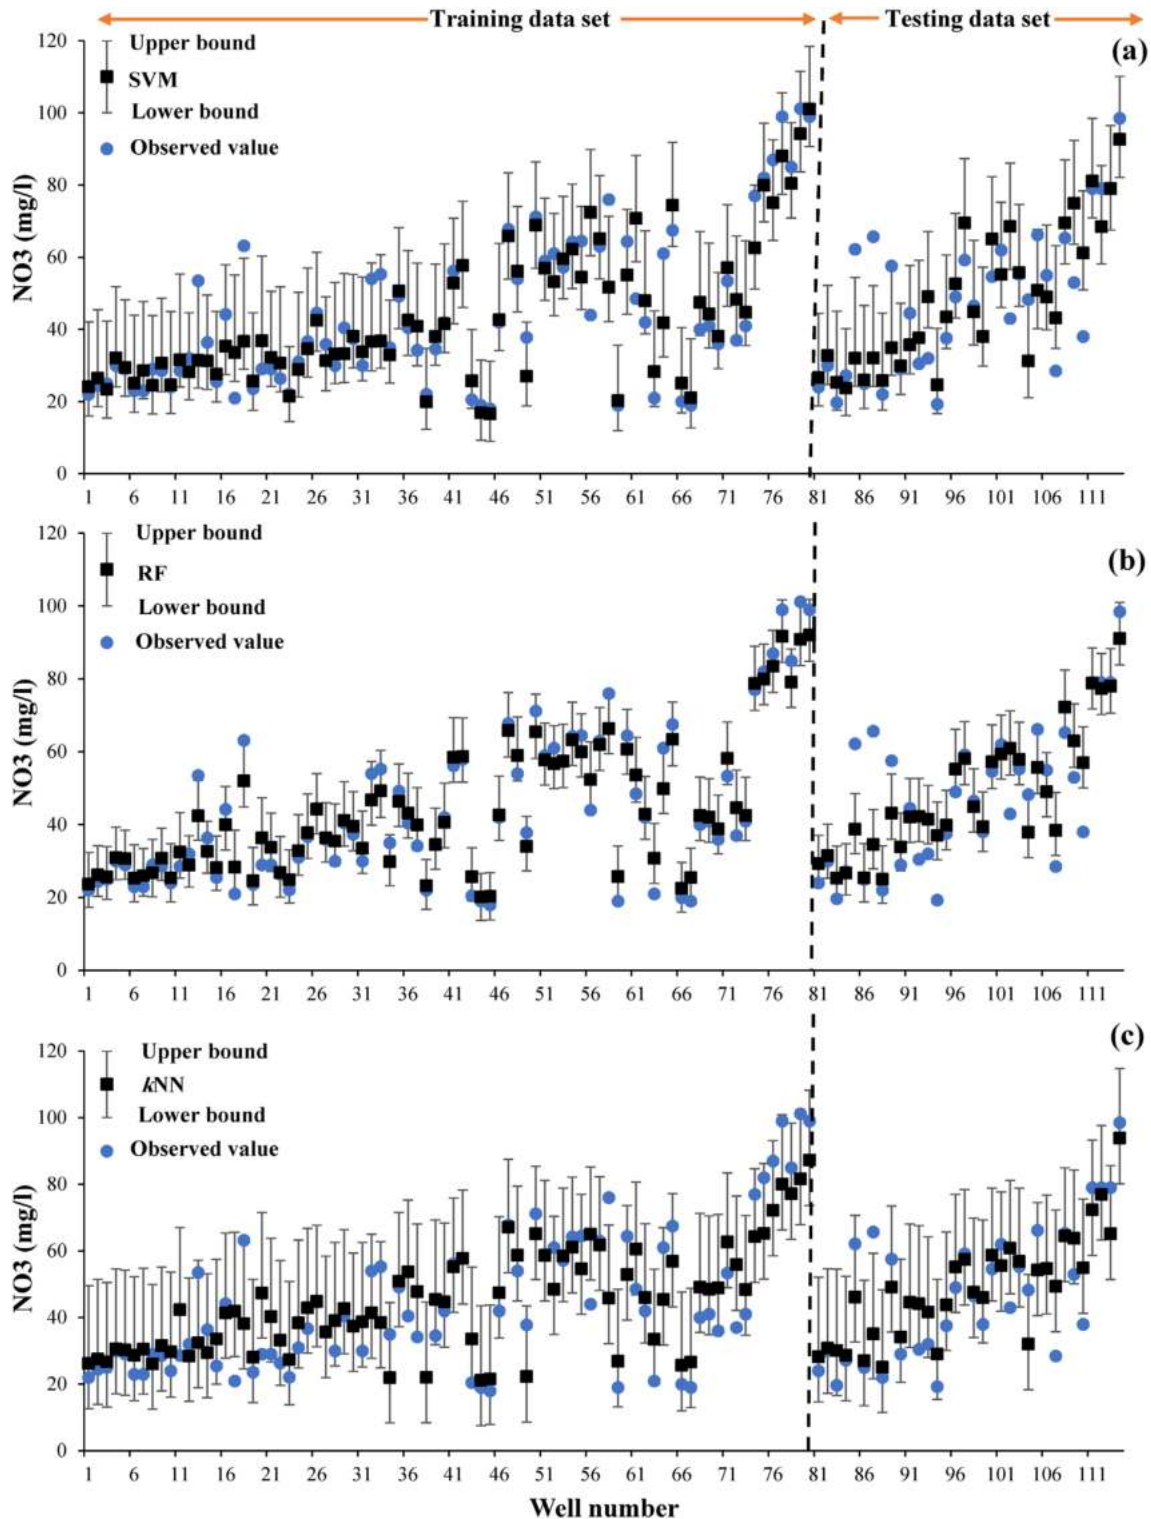 Training data set
Testing data set
(a)
Upper bound
SVM
Lower bound
Observed value
NO3 (mg/l)
120
100
80
60
40
20
0
1 6 11 16 21 26 31 36 41 46 51 56 61 66 71 76 81 86 91 96 101 106 111
(b)
Upper bound
RF
Lower bound
Observed value
NO3 (mg/l)
120
100
80
60
40
20
0
1 6 11 16 21 26 31 36 41 46 51 56 61 66 71 76 81 86 91 96 101 106 111
(c)
Upper bound
kNN
Lower bound
Observed value
NO3 (mg/l)
120
100
80
60
40
20
0
1 6 11 16 21 26 31 36 41 46 51 56 61 66 71 76 81 86 91 96 101 106 111
Well number